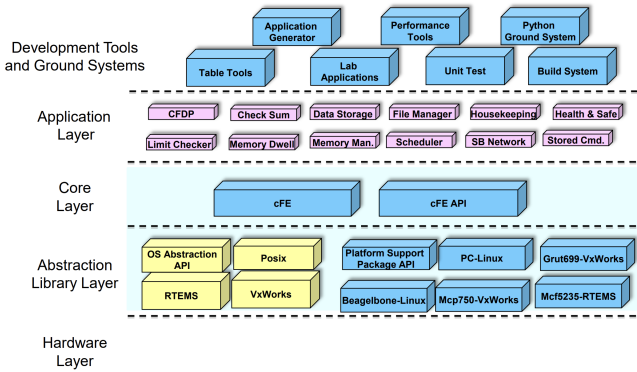 Development Tools
and Ground Systems
Application
Generator
Performance
Tools
Python
Ground System
Table Tools
Lab
Applications
Unit Test
Build System
Application
Layer
CFDP
Check Sum
Data Storage
File Manager
Housekeeping
Health & Safe
Limit Checker
Memory Dwell
Memory Man.
Scheduler
SB Network
Stored Cmd.
Core
Layer
cFE
cFE API
Abstraction
Library Layer
OS Abstraction
API
Posix
Platform Support
Package API
PC-Linux
Grut699-VxWorks
RTEMS
VxWorks
Beagelbone-Linux
Mcp750-VxWorks
Mcf5235-RTEMS
Hardware
Layer